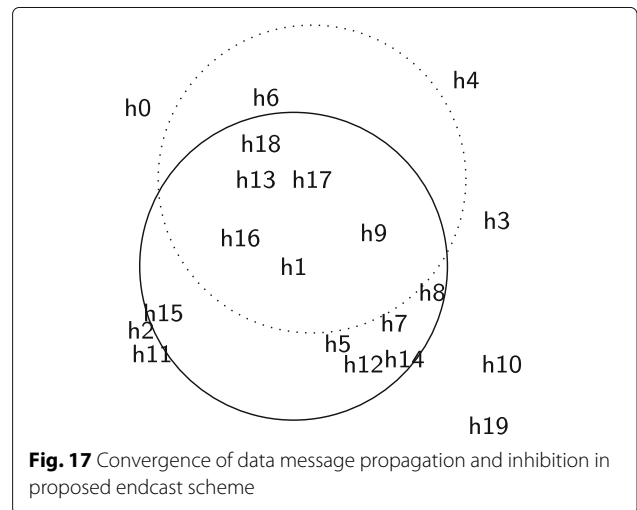 h4
h0
h6
h18
h13 h17
h3
h9
h16
h1
h8
h15
h7
h2
h5
h11
h12 h14
h10
h19
Fig. 17 Convergence of data message propagation and inhibition in
proposed endcast scheme